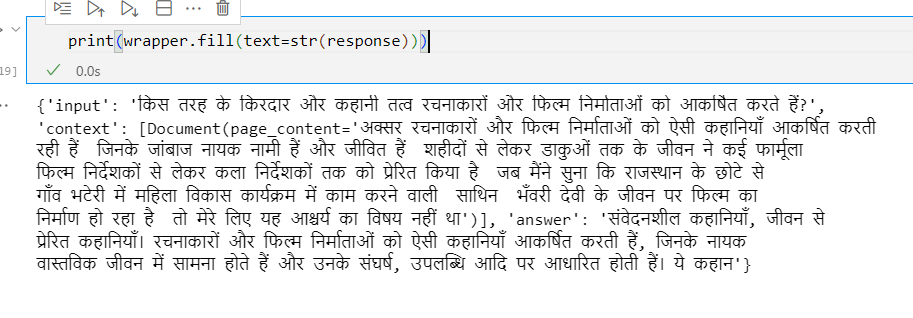 print(wrapper.fill(text=str(response)))
19]
0.0s
{'input': 'किस तरह के किरदार और कहानी तत्व रचनाकारों और फिल्म निर्माताओं को आकर्षित करते हैं?',
'context': [Document(page_content='अक्सर रचनाकारों और फिल्म निर्माताओं को ऐसी कहानियाँ आकर्षित करती
रही हैं  जिनके जांबाज नायक नामी हैं और जीवित हैं  शहीदों से लेकर डाकुओं तक के जीवन ने कई फार्मूला
फिल्म निर्देशकों से लेकर कला निर्देशकों तक को प्रेरित किया है  जब मैंने सुना कि राजस्थान के छोटे से
गाँव भटेरी में महिला विकास कार्यक्रम में काम करने वाली  साथिन  भँवरी देवी के जीवन पर फिल्म का
निर्माण हो रहा है  तो मेरे लिए यह आश्चर्य का विषय नहीं था')], 'answer': 'संवेदनशील कहानियाँ, जीवन से
प्रेरित कहानियाँ। रचनाकारों और फिल्म निर्माताओं को ऐसी कहानियाँ आकर्षित करती हैं, जिनके नायक
वास्तविक जीवन में सामना होते हैं और उनके संघर्ष, उपलब्धि आदि पर आधारित होती हैं। ये कहान'}